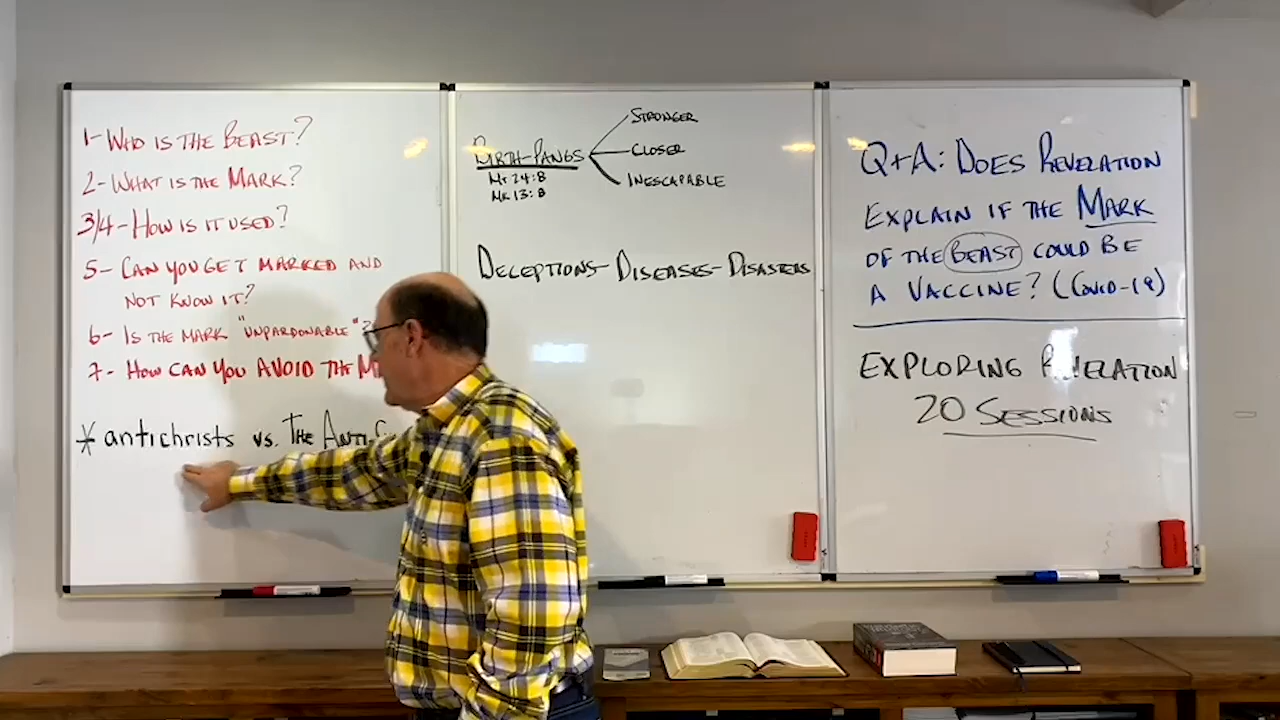 1- WHO IS THE BEAST?
2- WHAT IS THE MARK?
3/4- HOW IS IT USED?
5- CAN YOU GET MARKED AND
NOT KNOW IT?
6- IS THE MARK "UNPARDONABLE"?
7- HOW CAN YOU AVOID THE
* antichrists vs. THE ANTI-
BIRTH-PANGS
MT 24:8
MK 13:8
STRONGER
CLOSER
INESCAPABLE
DECEPTIONS-DISEASES-DISASTERS
Q+A: DOES REVELATION
EXPLAIN IF THE MARK
OF THE BEAST COULD BE
A VACCINE? (COVID-19)
EXPLORING REVELATION
20 SESSIONS